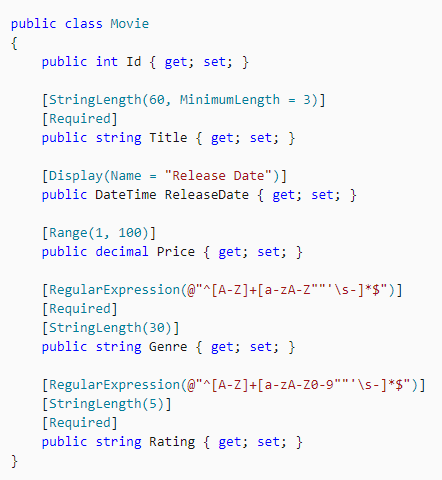 public class Movie
{
    public int Id { get; set; }

    [StringLength(60, MinimumLength = 3)]
    [Required]
    public string Title { get; set; }

    [Display(Name = "Release Date")]
    public DateTime ReleaseDate { get; set; }

    [Range(1, 100)]
    public decimal Price { get; set; }

    [RegularExpression(@"^[A-Z]+[a-zA-Z""'\s-]*$")]
    [Required]
    [StringLength(30)]
    public string Genre { get; set; }

    [RegularExpression(@"^[A-Z]+[a-zA-Z0-9""'\s-]*$")]
    [StringLength(5)]
    [Required]
    public string Rating { get; set; }
}